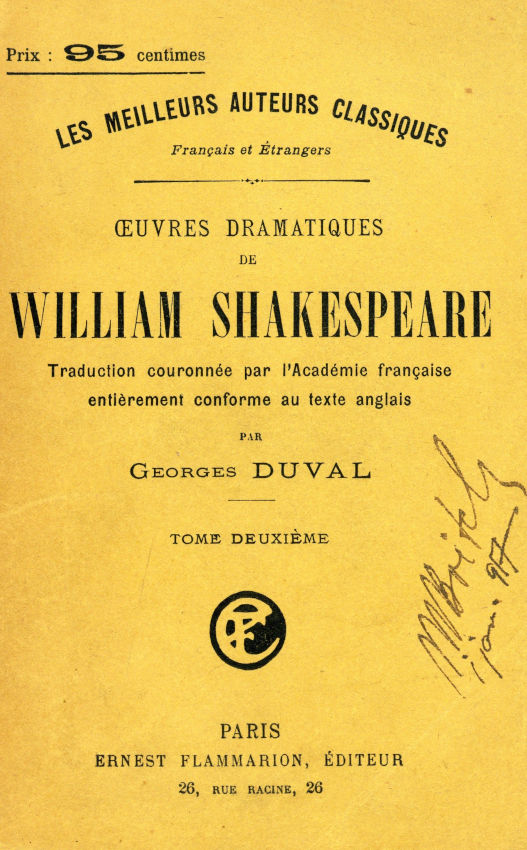 Prix : 95 centimes
LES MEILLEURS AUTEURS CLASSIQUES
Français et Étrangers
ŒUVRES DRAMATIQUES
DE
WILLIAM SHAKESPEARE
Traduction couronnée par l'Académie française
entièrement conforme au texte anglais
PAR
GEORGES DUVAL
TOME DEUXIÈME
PARIS
ERNEST FLAMMARION, ÉDITEUR
26, RUE RACINE, 26